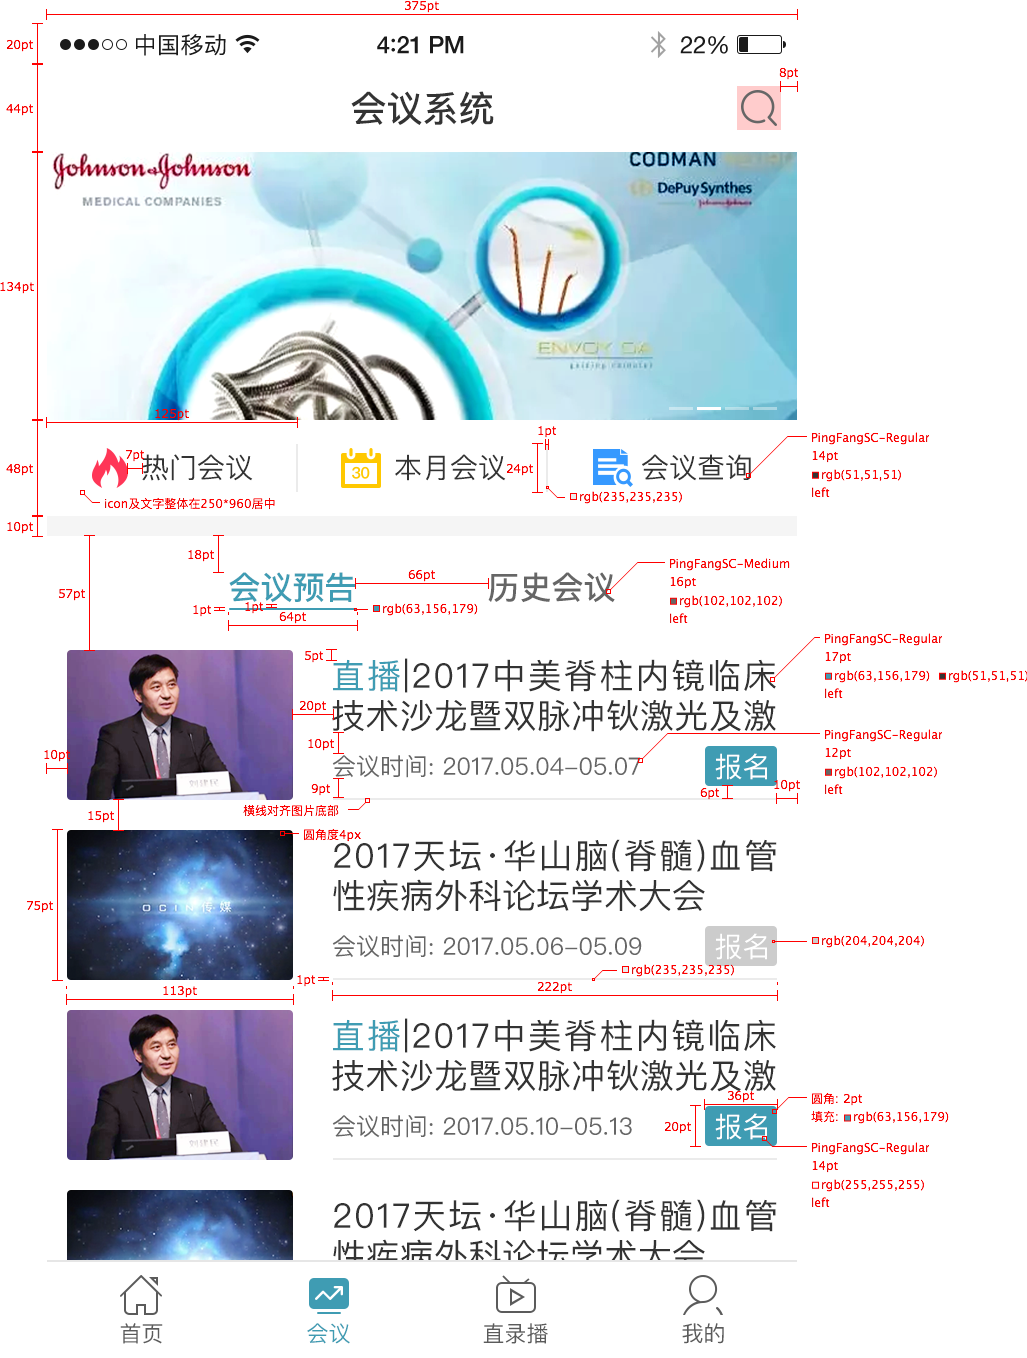 375pt
20pt
中国移动
4:21 PM
22%
8pt
44pt
会议系统
Johnson & Johnson
MEDICAL COMPANIES
CODMAN
DePuy Synthes
134pt
ENVOY DA
guiding catheter
125pt
48pt
7pt
热门会议
30
本月会议
24pt
1pt
会议查询
PingFangSC-Regular
14pt
rgb(51,51,51)
left
icon及文字整体在250*960居中
rgb(235,235,235)
10pt
18pt
57pt
会议预告
66pt
历史会议
PingFangSC-Medium
16pt
rgb(102,102,102)
left
1pt
1pt
rgb(63,156,179)
64pt
5pt
直播|2017中美脊柱内镜临床
技术沙龙暨双脉冲钬激光及激
PingFangSC-Regular
17pt
rgb(63,156,179)
rgb(51,51,51)
left
20pt
10pt
10pt
会议时间: 2017.05.04-05.07
报名
PingFangSC-Regular
12pt
rgb(102,102,102)
left
9pt
6pt
10pt
横线对齐图片底部
15pt
圆角度4px
2017天坛·华山脑(脊髓)血管
性疾病外科论坛学术大会
75pt
OCIN传媒
会议时间: 2017.05.06-05.09
报名
rgb(204,204,204)
rgb(235,235,235)
1pt
113pt
222pt
直播|2017中美脊柱内镜临床
技术沙龙暨双脉冲钬激光及激
36pt
圆角: 2pt
填充: rgb(63,156,179)
会议时间: 2017.05.10-05.13
20pt
报名
PingFangSC-Regular
14pt
rgb(255,255,255)
left
2017天坛·华山脑(脊髓)血管
性疾病外科论坛学术大会
首页
会议
直录播
我的